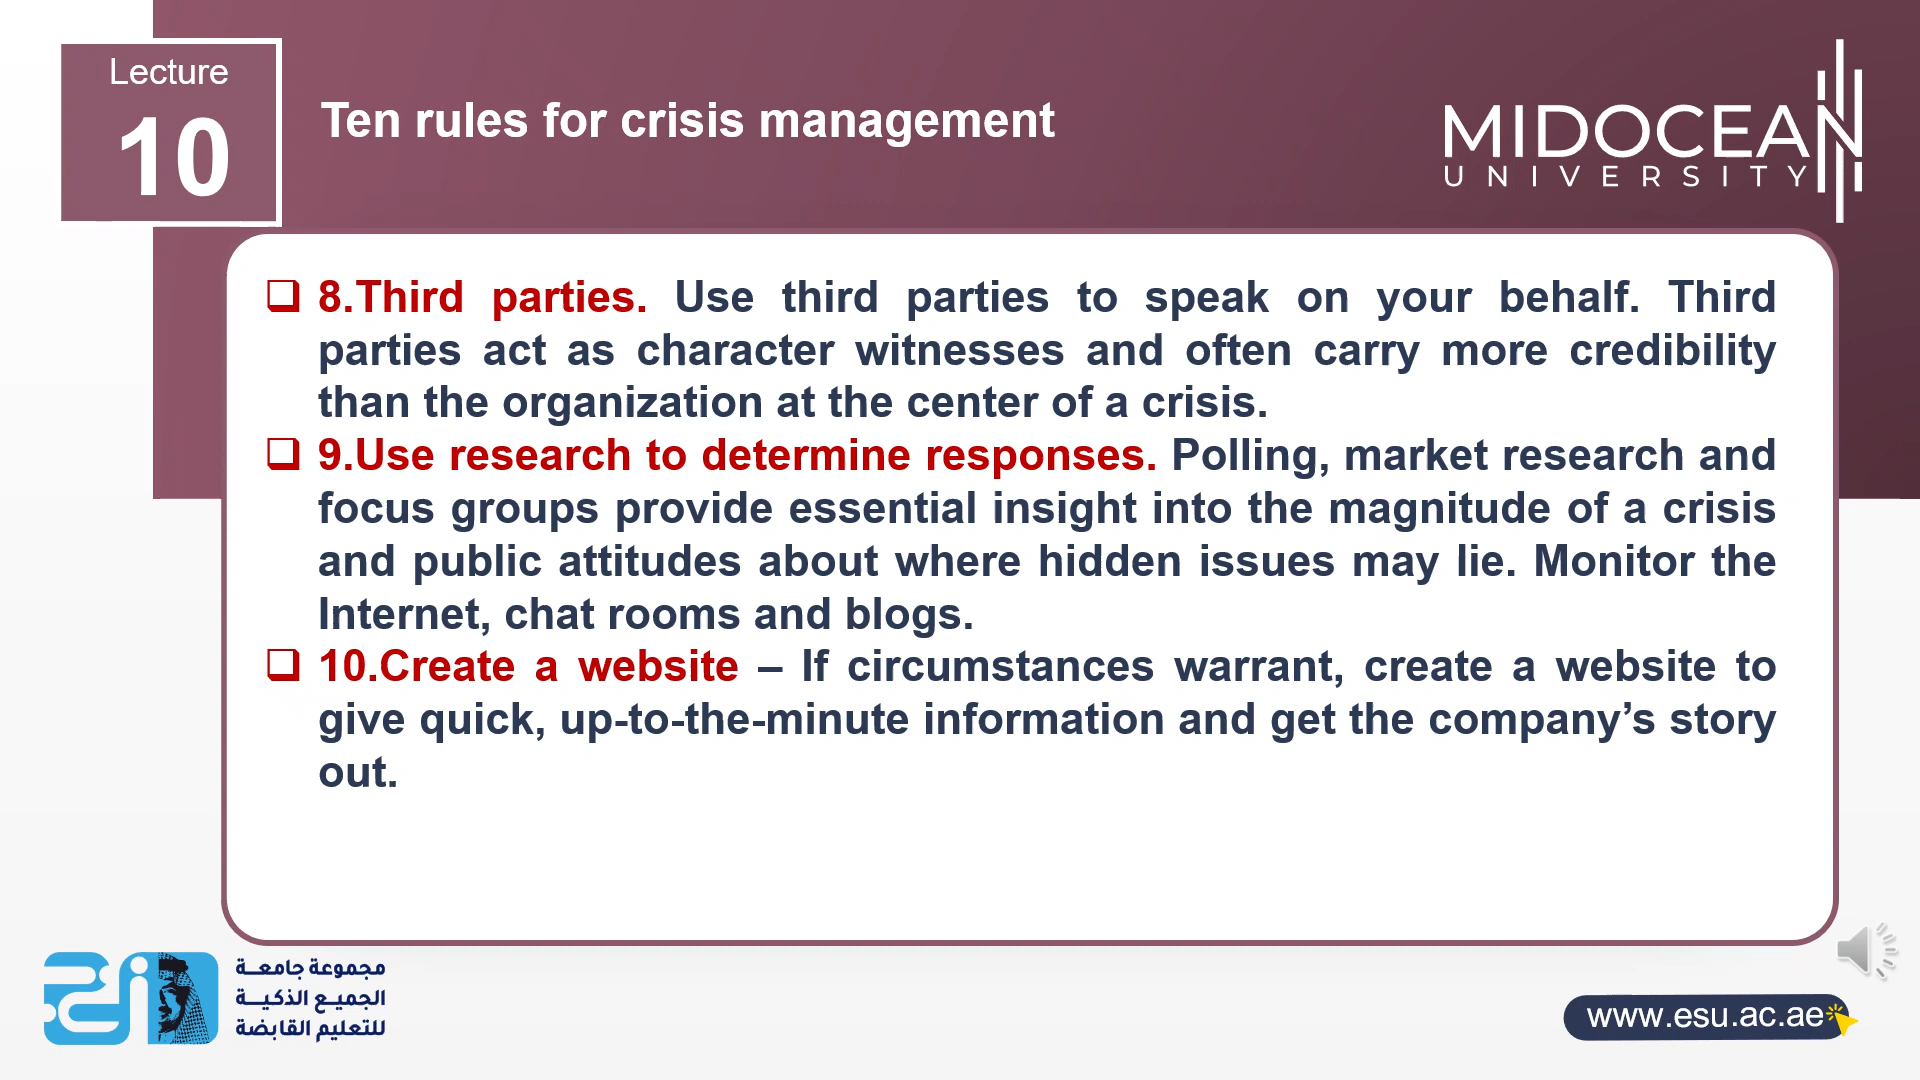 Lecture
10
Ten rules for crisis management
MIDOCEAN
UNIVERSITY
❑ 8.Third parties. Use third parties to speak on your behalf. Third
parties act as character witnesses and often carry more credibility
than the organization at the center of a crisis.
❑ 9.Use research to determine responses. Polling, market research and
focus groups provide essential insight into the magnitude of a crisis
and public attitudes about where hidden issues may lie. Monitor the
Internet, chat rooms and blogs.
❑ 10.Create a website – If circumstances warrant, create a website to
give quick, up-to-the-minute information and get the company’s story
out.
مجموعة جامعـة
الجميـع الذكيـة
للتعليم القابضة
www.esu.ac.ae